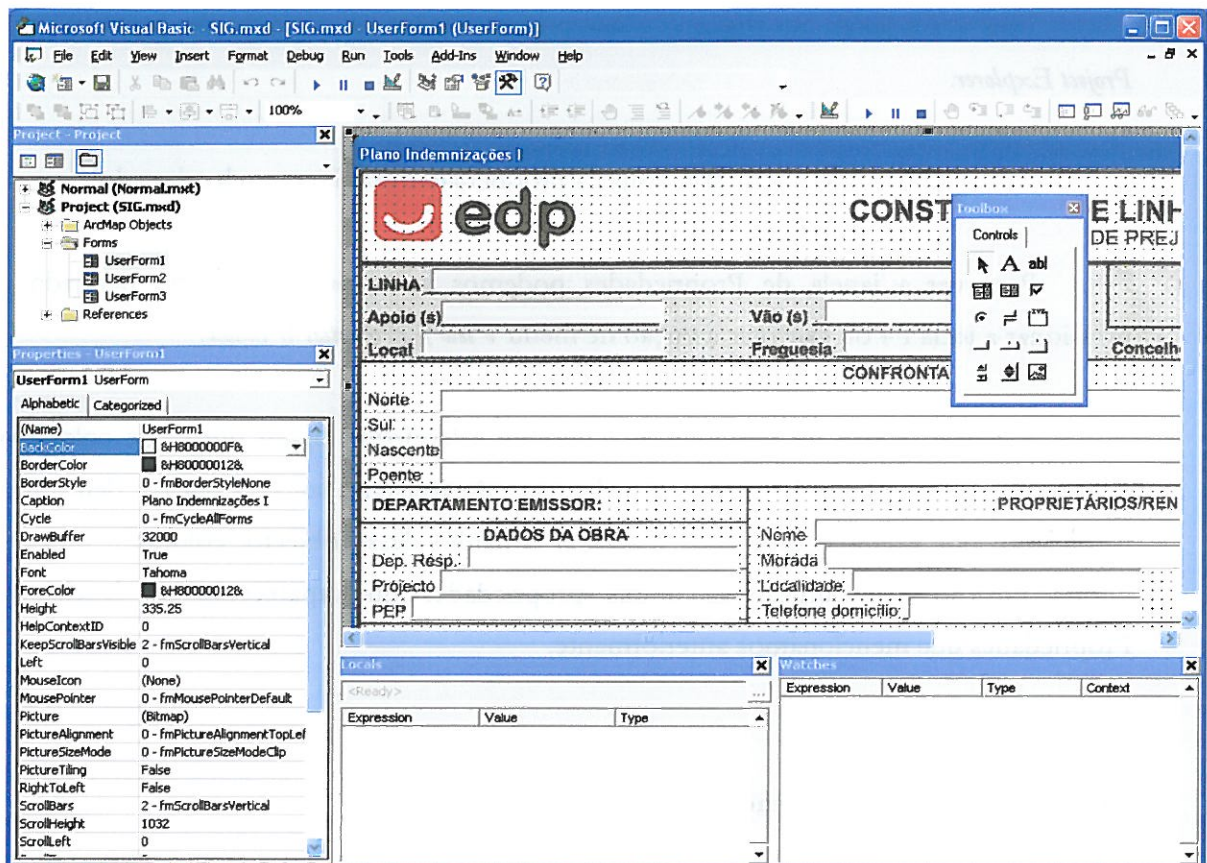 Microsoft Visual Basic - SIG.mxd - [SIG.mxd - UserForm1 (UserForm)]
File Edit View Insert Format Debug Run Tools Add-Ins Window Help
100%
Project - Project
Normal (Normal.mxt)
Project (SIG.mxd)
ArcMap Objects
Forms
UserForm1
UserForm2
UserForm3
References
Properties - UserForm1
UserForm1 UserForm
Alphabetic Categorized
(Name) UserForm1
BackColor &H8000000F&
BorderColor &H80000012&
BorderStyle 0 - fmBorderStyleNone
Caption Plano Indemnizações I
Cycle 0 - fmCycleAllForms
DrawBuffer 32000
Enabled True
Font Tahoma
ForeColor &H80000012&
Height 335.25
HelpContextID 0
KeepScrollBarsVisible 2 - fmScrollBarsVertical
Left 0
MouseIcon (None)
MousePointer 0 - fmMousePointerDefault
Picture (Bitmap)
PictureAlignment 0 - fmPictureAlignmentTopLef
PictureSizeMode 0 - fmPictureSizeModeClip
PictureTiling False
RightToLeft False
ScrollBars 2 - fmScrollBarsVertical
ScrollHeight 1032
ScrollLeft 0
Plano Indemnizações I
edp
CONST E LINH
DE PREJ
LINHA
Apoio (s) Vão (s)
Local Freguesia Concelh
CONFRONTA
Norte
Sul
Nascente
Poente
DEPARTAMENTO EMISSOR: PROPRIETÁRIOS/REN
DADOS DA OBRA Nome
Dep. Resp. Morada
Projecto Localidade
PEP Telefone domicílio:
Toolbox
Controls
A abl
Locals
<Ready>
Expression Value Type
Watches
Expression Value Type Context